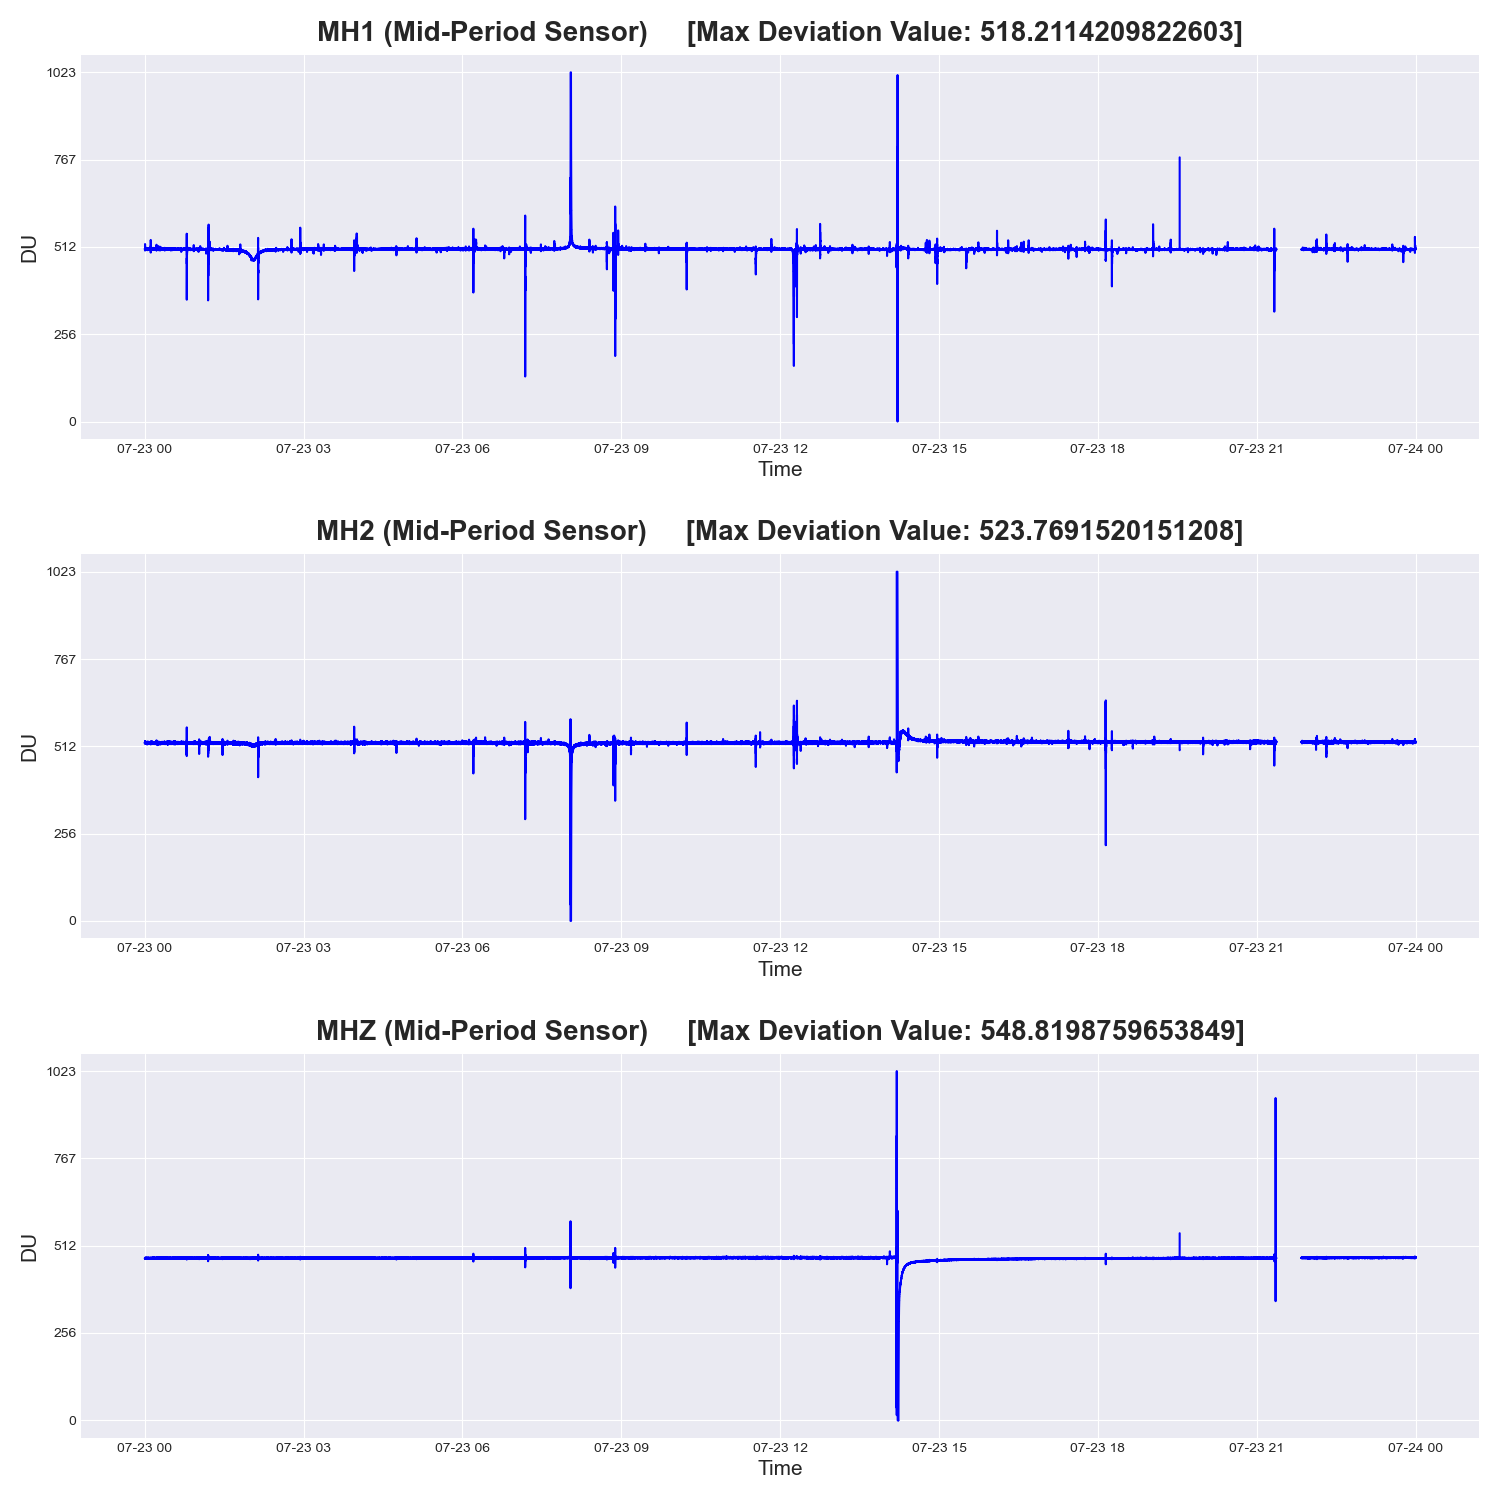 MH1 (Mid-Period Sensor) [Max Deviation Value: 518.2114209822603]
1023
767
512
256
0
DU
07-23 00 07-23 03 07-23 06 07-23 09 07-23 12 07-23 15 07-23 18 07-23 21 07-24 00
Time
MH2 (Mid-Period Sensor) [Max Deviation Value: 523.7691520151208]
1023
767
512
256
0
DU
07-23 00 07-23 03 07-23 06 07-23 09 07-23 12 07-23 15 07-23 18 07-23 21 07-24 00
Time
MHZ (Mid-Period Sensor) [Max Deviation Value: 548.8198759653849]
1023
767
512
256
0
DU
07-23 00 07-23 03 07-23 06 07-23 09 07-23 12 07-23 15 07-23 18 07-23 21 07-24 00
Time